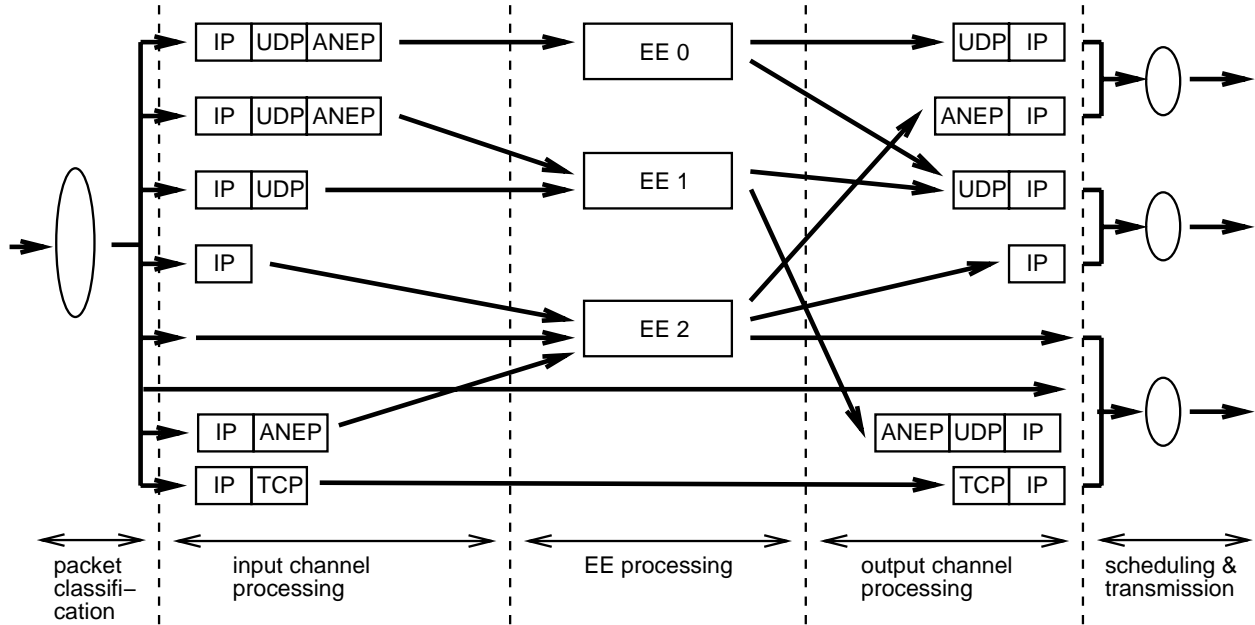 IP UDP ANEP
EE 0
UDP IP
IP UDP ANEP
ANEP IP
IP UDP
EE 1
UDP IP
IP
IP
EE 2
IP ANEP
ANEP UDP IP
IP TCP
TCP IP
packet
classifi–
cation
input channel
processing
EE processing
output channel
processing
scheduling &
transmission